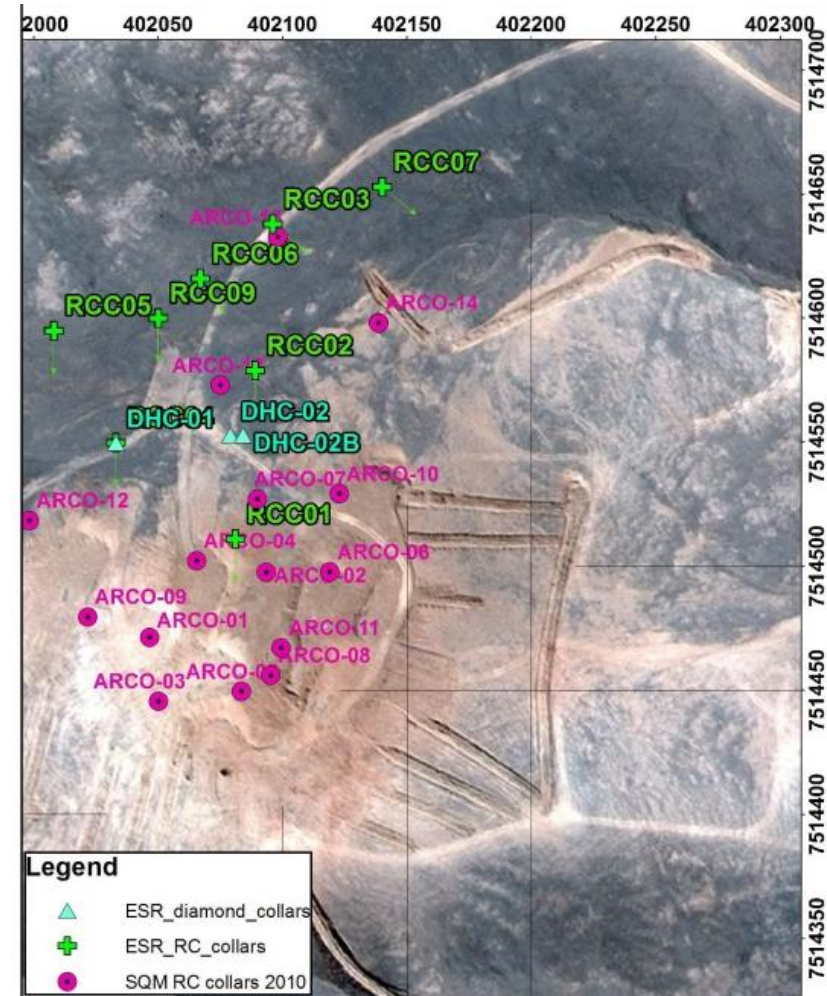 2000 402050 402100 402150 402200 402250 402300
7514700
7514650
7514600
7514550
7514500
7514450
7514400
7514350
RCC07
RCC03
RCC06
RCC09
RCC05
ARCO-14
RCC02
DHC-01
DHC-02
DHC-02B
ARCO-12
ARCO-07
ARCO-10
RCC01
ARCO-04
ARCO-06
ARCO-02
ARCO-09
ARCO-01
ARCO-11
ARCO-08
ARCO-03
Legend
ESR_diamond_collars
ESR_RC_collars
SQM RC collars 2010